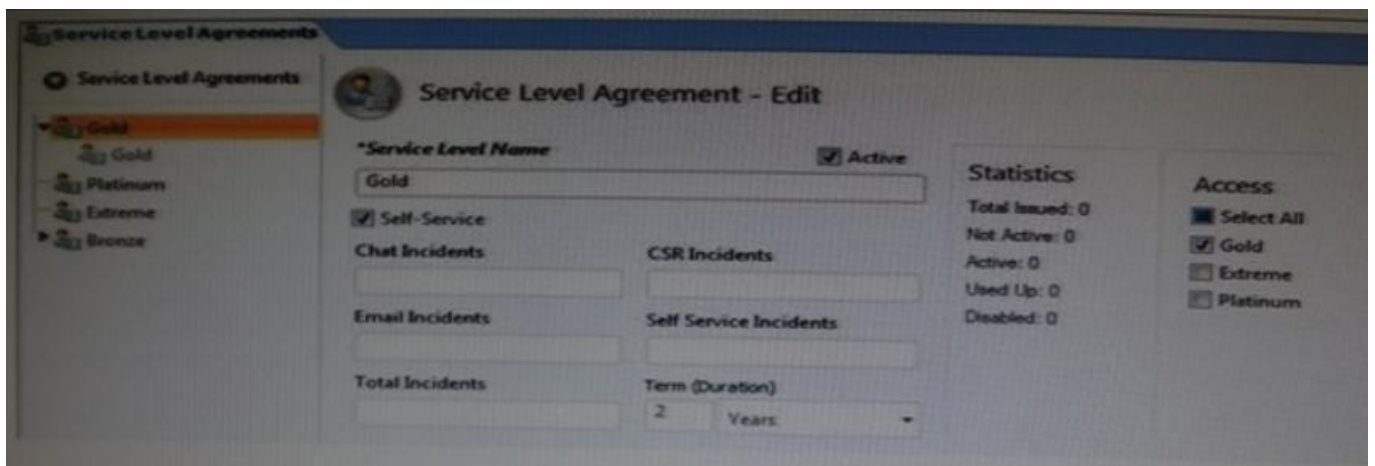 Service Level Agreements
Service Level Agreements
Gold
Gold
Platinum
Extreme
Bronze
Service Level Agreement - Edit
*Service Level Name
Active
Gold
Self-Service
Chat Incidents
CSR Incidents
Email Incidents
Self Service Incidents
Total Incidents
Term (Duration)
2
Years
Statistics
Total Issued: 0
Not Active: 0
Active: 0
Used Up: 0
Disabled: 0
Access
Select All
Gold
Extreme
Platinum